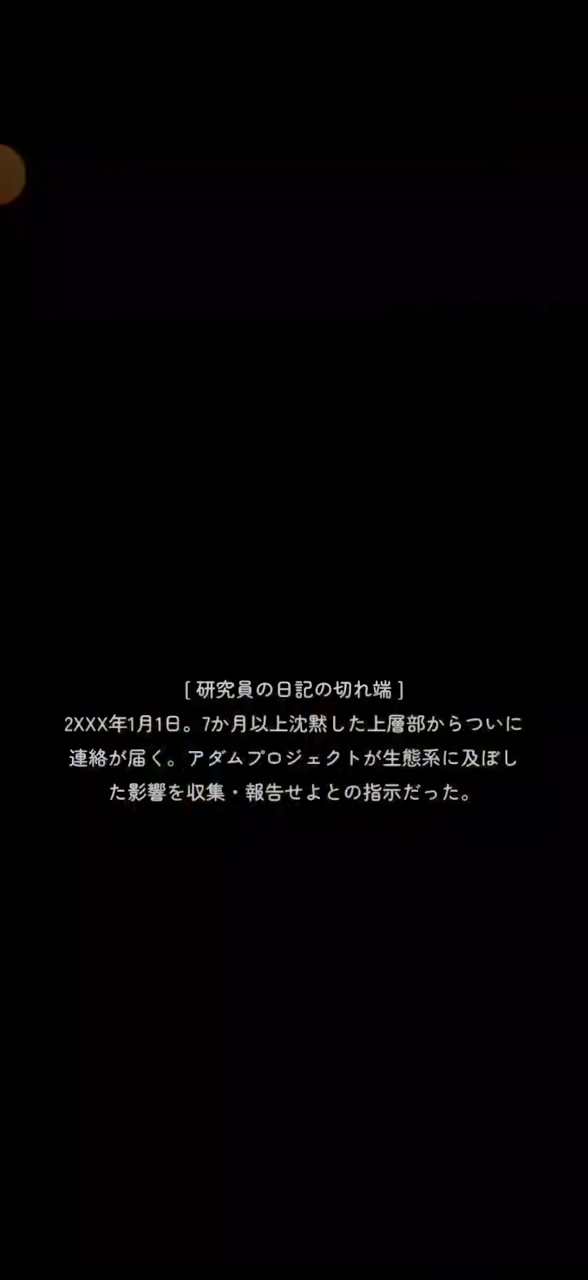 [ 研究員の日記の切れ端 ]
2XXX年1月1日。7か月以上沈黙した上層部からついに
連絡が届く。アダムプロジェクトが生態系に及ぼし
た影響を収集・報告せよとの指示だった。